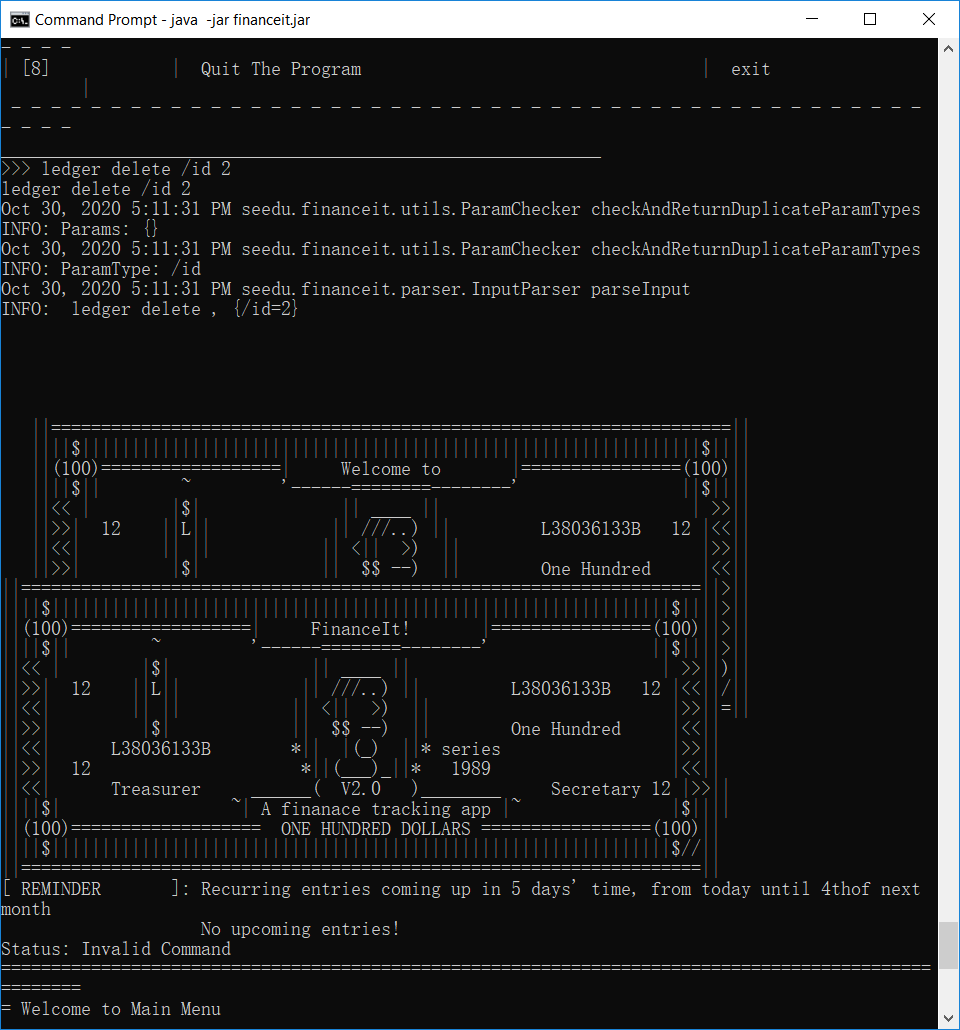 Command Prompt - java  -jar financeit.jar
- - - -
| [8]            |  Quit The Program                                  |  exit
        |
 - - - - - - - - - - - - - - - - - - - - - - - - - - - - - - - - - - - - - - - - - - - - - -
- - - -
____________________________________________________________
>>> ledger delete /id 2
ledger delete /id 2
Oct 30, 2020 5:11:31 PM seedu.financeit.utils.ParamChecker checkAndReturnDuplicateParamTypes
INFO: Params: {}
Oct 30, 2020 5:11:31 PM seedu.financeit.utils.ParamChecker checkAndReturnDuplicateParamTypes
INFO: ParamType: /id
Oct 30, 2020 5:11:31 PM seedu.financeit.parser.InputParser parseInput
INFO:  ledger delete , {/id=2}
$ $
(100) Welcome to (100)
$ ~ $
<< $ ____ >>
>> 12 L ///..) L38036133B 12 <<
<< < >) >>
>> $ $$ --) One Hundred <<
>
$ $ >
(100) FinanceIt! (100) >
$ ~ $ >
<< $ ____ >> )
>> 12 L ///..) L38036133B 12 << /
<< < >) >> =
>> $ $$ --) One Hundred <<
<< L38036133B * (_) * series >>
>> 12 * (___)_ * 1989 <<
<< Treasurer ______( V2.0 )________ Secretary 12 >>
$ ~ A finanace tracking app ~ $
(100)=================== ONE HUNDRED DOLLARS =================(100)
$ $//
[ REMINDER       ]: Recurring entries coming up in 5 days' time, from today until 4thof next
month
                    No upcoming entries!
Status: Invalid Command
=============================================================================================
========
= Welcome to Main Menu